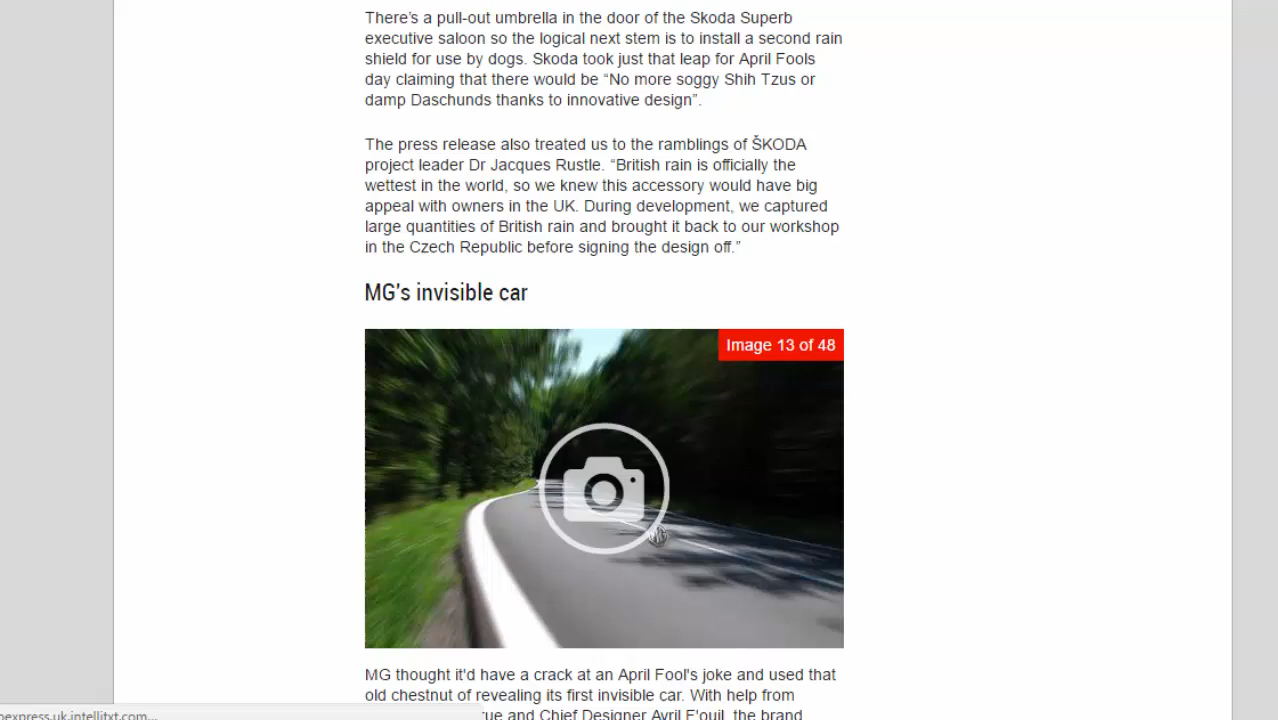 There's a pull-out umbrella in the door of the Skoda Superb
executive saloon so the logical next stem is to install a second rain
shield for use by dogs. Skoda took just that leap for April Fools
day claiming that there would be “No more soggy Shih Tzus or
damp Daschunds thanks to innovative design”.
The press release also treated us to the ramblings of ŠKODA
project leader Dr Jacques Rustle. “British rain is officially the
wettest in the world, so we knew this accessory would have big
appeal with owners in the UK. During development, we captured
large quantities of British rain and brought it back to our workshop
in the Czech Republic before signing the design off.”
MG's invisible car
Image 13 of 48
MG thought it'd have a crack at an April Fool's joke and used that
old chestnut of revealing its first invisible car. With help from
and Chief Designer Avril F'ouil, the brand
oexpress.uk.intellitxt.com...